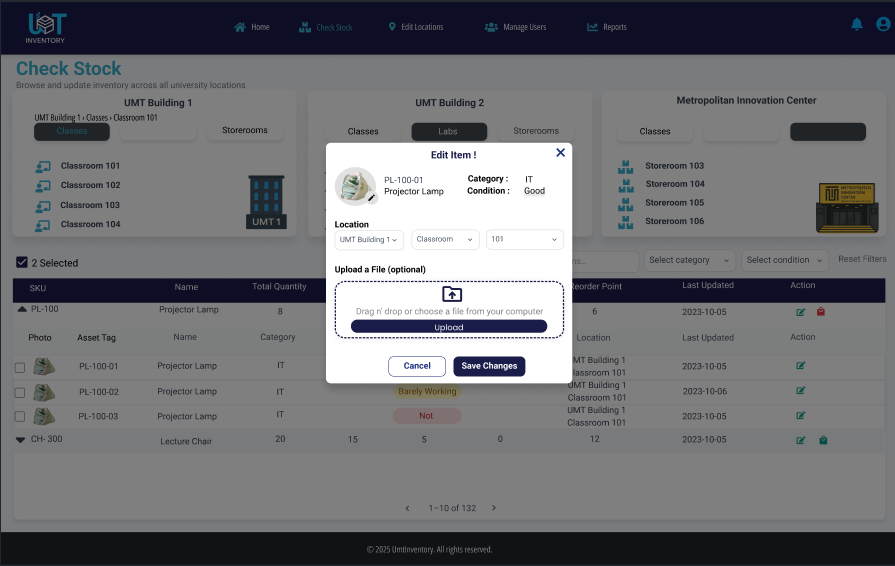 UMT
INVENTORY
Home
Check Stock
Edit Locations
Manage Users
Reports
Check Stock
Browse and update inventory across all university locations
UMT Building 1
UMT Building 1 › Classes › Classroom 101
Classes
Storerooms
Classroom 101
Classroom 102
Classroom 103
Classroom 104
UMT 1
UMT Building 2
Classes
Labs
Storerooms
Metropolitan Innovation Center
Classes
Storeroom 103
Storeroom 104
Storeroom 105
Storeroom 106
METROPOLITAN
INNOVATION
CENTER
Edit Item !
PL-100-01
Projector Lamp
Category : IT
Condition : Good
Location
UMT Building 1
Classroom
101
Upload a File (optional)
Drag n' drop or choose a file from your computer
Upload
Cancel
Save Changes
2 Selected
Select category
Select condition
Reset Filters
SKU Name Total Quantity Reorder Point Last Updated Action
PL-100 Projector Lamp 8 6 2023-10-05
Photo Asset Tag Name Category Location Last Updated Action
PL-100-01 Projector Lamp IT UMT Building 1 2023-10-05
Classroom 101
PL-100-02 Projector Lamp IT Barely Working UMT Building 1 2023-10-06
Classroom 101
PL-100-03 Projector Lamp IT Not UMT Building 1 2023-10-05
Classroom 101
CH- 300 Lecture Chair 20 15 5 0 12 2023-10-05
1–10 of 132
© 2025 UmtInventory. All rights reserved.